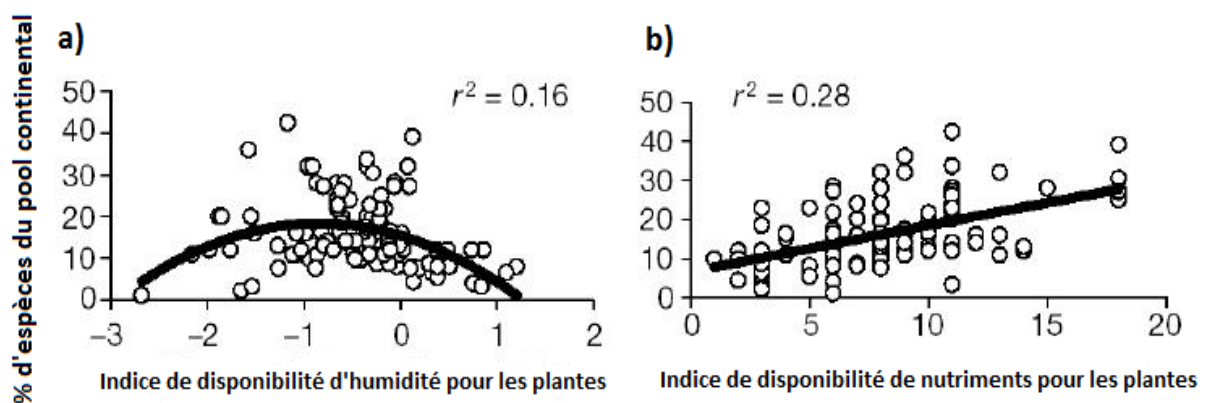 % d'espèces du pool continental
a)
r² = 0.16
50
40
30
20
10
0
−3 −2 −1 0 1 2
Indice de disponibilité d'humidité pour les plantes
b)
r² = 0.28
50
40
30
20
10
0
0 5 10 15 20
Indice de disponibilité de nutriments pour les plantes